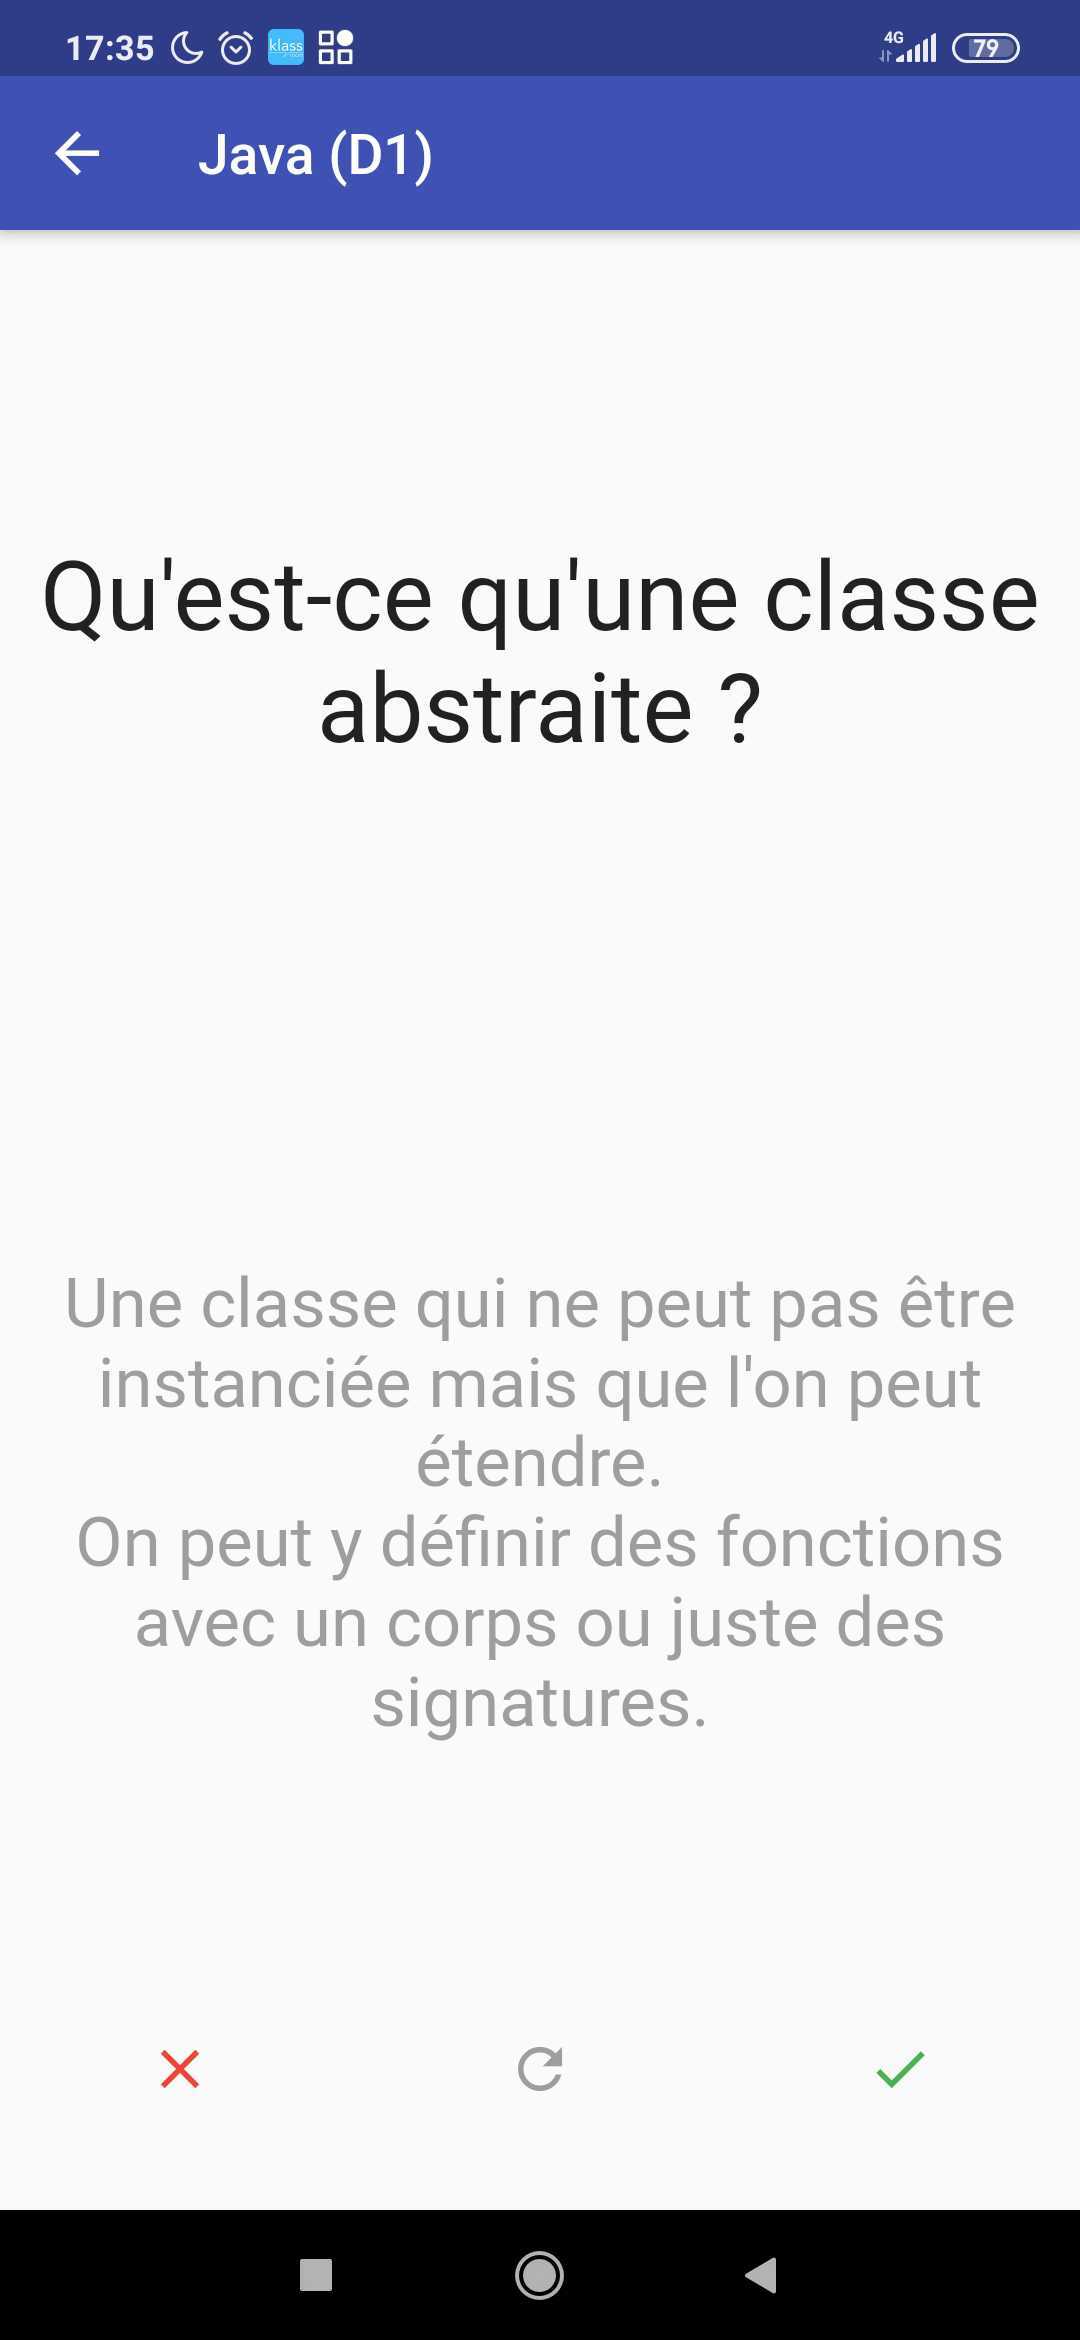 17:35 klass 4G 79
Java (D1)
Qu'est-ce qu'une classe
abstraite ?
Une classe qui ne peut pas être
instanciée mais que l'on peut
étendre.
On peut y définir des fonctions
avec un corps ou juste des
signatures.